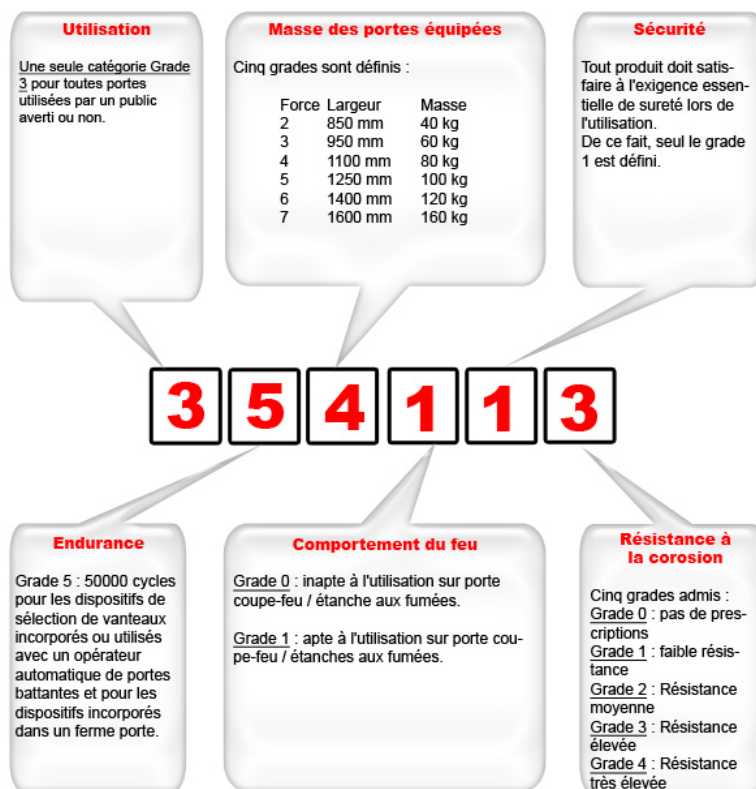 Utilisation
Une seule catégorie Grade
3 pour toutes portes
utilisées par un public
averti ou non.
Masse des portes équipées
Cinq grades sont définis :
Force Largeur Masse
2 850 mm 40 kg
3 950 mm 60 kg
4 1100 mm 80 kg
5 1250 mm 100 kg
6 1400 mm 120 kg
7 1600 mm 160 kg
Sécurité
Tout produit doit satis-
faire à l'exigence essen-
tielle de sureté lors de
l'utilisation.
De ce fait, seul le grade
1 est défini.
3 5 4 1 1 3
Endurance
Grade 5 : 50000 cycles
pour les dispositifs de
sélection de vanteaux
incorporés ou utilisés
avec un opérateur
automatique de portes
battantes et pour les
dispositifs incorporés
dans un ferme porte.
Comportement du feu
Grade 0 : inapte à l'utilisation sur porte
coupe-feu / étanche aux fumées.
Grade 1 : apte à l'utilisation sur porte cou-
pe-feu / étanches aux fumées.
Résistance à
la corosion
Cinq grades admis :
Grade 0 : pas de pres-
criptions
Grade 1 : faible résis-
tance
Grade 2 : Résistance
moyenne
Grade 3 : Résistance
élevée
Grade 4 : Résistance
très élevée